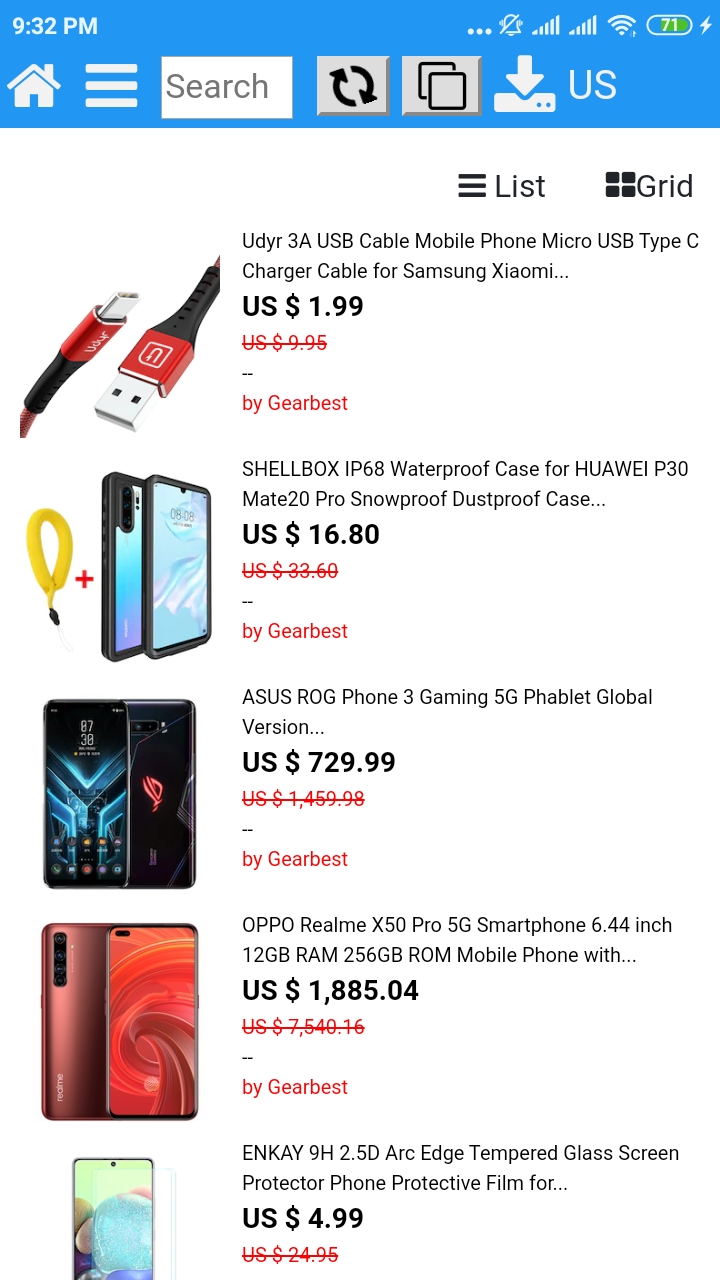 9:32 PM
71
Search
US
List
Grid
Udyr 3A USB Cable Mobile Phone Micro USB Type C
Charger Cable for Samsung Xiaomi...
US $ 1.99
US $ 9.95
--
by Gearbest
Udyr
SHELLBOX IP68 Waterproof Case for HUAWEI P30
Mate20 Pro Snowproof Dustproof Case...
US $ 16.80
US $ 33.60
--
by Gearbest
08:08
+
ASUS ROG Phone 3 Gaming 5G Phablet Global
Version...
US $ 729.99
US $ 1,459.98
--
by Gearbest
07
30
OPPO Realme X50 Pro 5G Smartphone 6.44 inch
12GB RAM 256GB ROM Mobile Phone with...
US $ 1,885.04
US $ 7,540.16
--
by Gearbest
realme
ENKAY 9H 2.5D Arc Edge Tempered Glass Screen
Protector Phone Protective Film for...
US $ 4.99
US $ 24.95